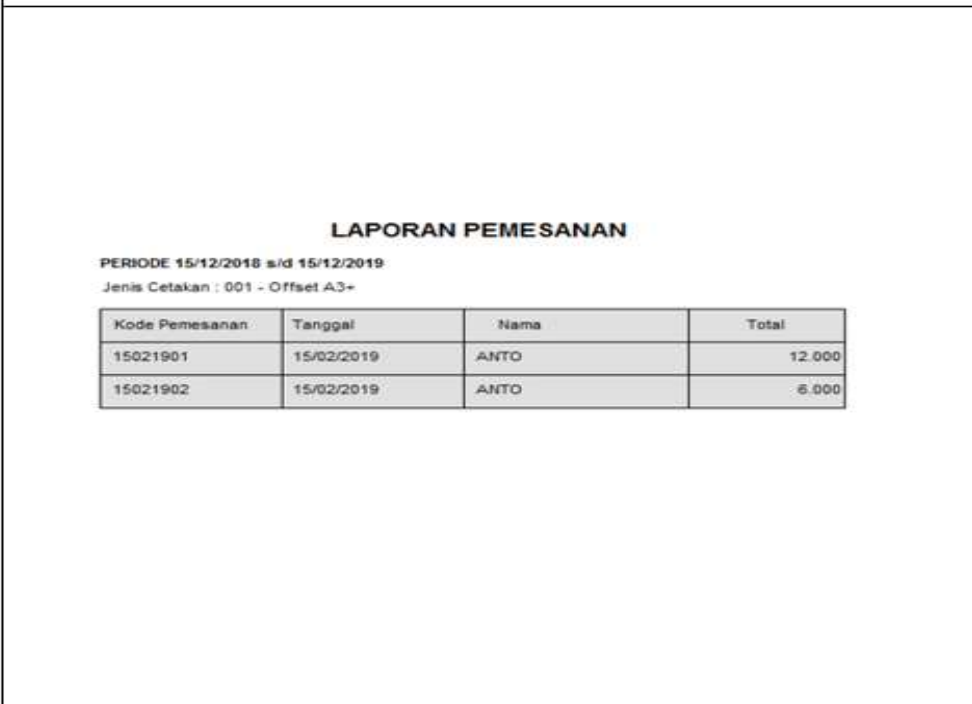 LAPORAN PEMESANAN
PERIODE 15/12/2018 s/d 15/12/2019
Jenis Cetakan : 001 - Offset A3+
Kode Pemesanan Tanggal Nama Total
15021901 15/02/2019 ANTO 12.000
15021902 15/02/2019 ANTO 6.000